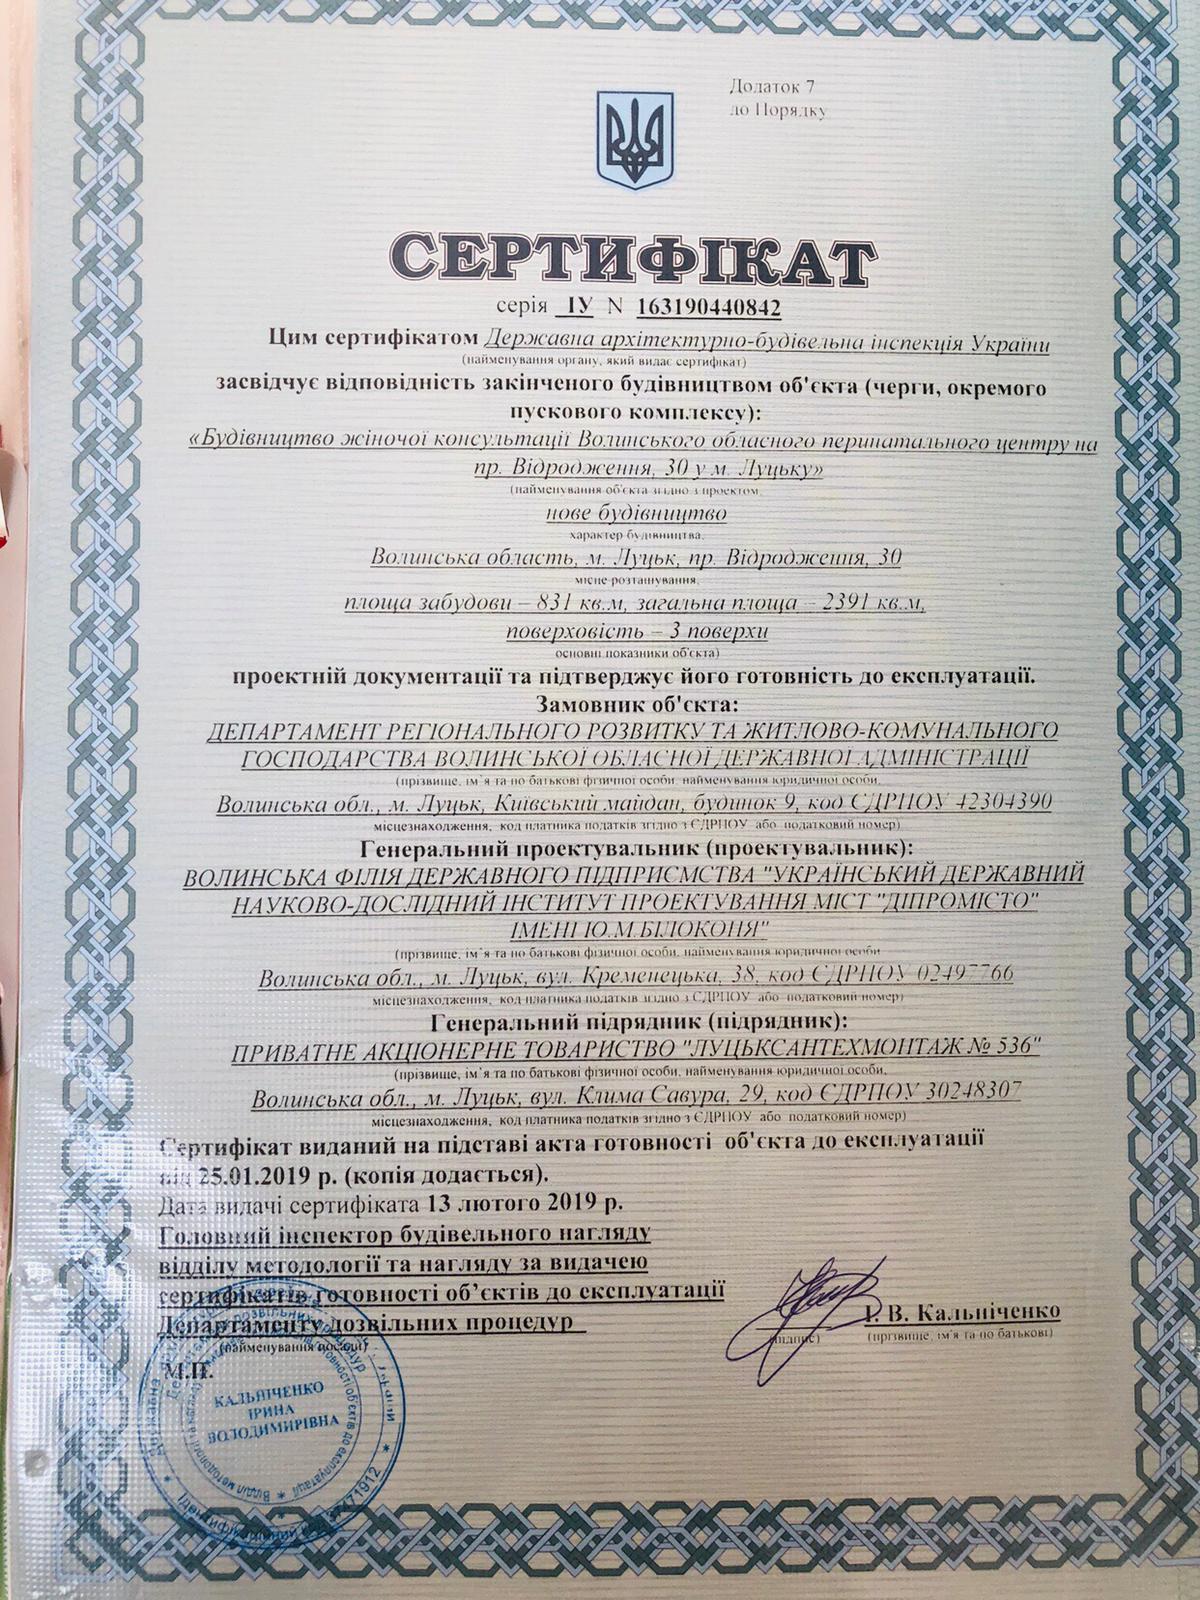 Додаток 7
до Порядку
СЕРТИФІКАТ
серія ІУ N 163190440842
Цим сертифікатом Державна архітектурно-будівельна інспекція України
(найменування органу, який видає сертифікат)
засвідчує відповідність закінченого будівництвом об'єкта (черги, окремого
пускового комплексу):
«Будівництво жіночої консультації Волинського обласного перинатального центру на
пр. Відродження, 30 у м. Луцьку»
(найменування об'єкта згідно з проектом,
нове будівництво
характер будівництва,
Волинська область, м. Луцьк, пр. Відродження, 30
місце розташування,
площа забудови – 831 кв.м, загальна площа – 2391 кв.м,
поверховість – 3 поверхи
основні показники об'єкта)
проектній документації та підтверджує його готовність до експлуатації.
Замовник об'єкта:
ДЕПАРТАМЕНТ РЕГІОНАЛЬНОГО РОЗВИТКУ ТА ЖИТЛОВО-КОМУНАЛЬНОГО
ГОСПОДАРСТВА ВОЛИНСЬКОЇ ОБЛАСНОЇ ДЕРЖАВНОЇ АДМІНІСТРАЦІЇ
(прізвище, ім’я та по батькові фізичної особи, найменування юридичної особи,
Волинська обл., м. Луцьк, Київський майдан, будинок 9, код ЄДРПОУ 42304390
місцезнаходження, код платника податків згідно з ЄДРПОУ або податковий номер)
Генеральний проектувальник (проектувальник):
ВОЛИНСЬКА ФІЛІЯ ДЕРЖАВНОГО ПІДПРИЄМСТВА "УКРАЇНСЬКИЙ ДЕРЖАВНИЙ
НАУКОВО-ДОСЛІДНИЙ ІНСТИТУТ ПРОЕКТУВАННЯ МІСТ "ДІПРОМІСТО"
ІМЕНІ Ю.М.БІЛОКОНЯ"
(прізвище, ім’я та по батькові фізичної особи, найменування юридичної особи
Волинська обл., м. Луцьк, вул. Кременецька, 38, код ЄДРПОУ 02497766
місцезнаходження, код платника податків згідно з ЄДРПОУ або податковий номер)
Генеральний підрядник (підрядник):
ПРИВАТНЕ АКЦІОНЕРНЕ ТОВАРИСТВО "ЛУЦЬКСАНТЕХМОНТАЖ № 536"
(прізвище, ім’я та по батькові фізичної особи, найменування юридичної особи,
Волинська обл., м. Луцьк, вул. Клима Савура, 29, код ЄДРПОУ 30248307
місцезнаходження, код платника податків згідно з ЄДРПОУ або податковий номер)
Сертифікат виданий на підставі акта готовності об'єкта до експлуатації
від 25.01.2019 р. (копія додається).
Дата видачі сертифіката 13 лютого 2019 р.
Головний інспектор будівельного нагляду
відділу методології та нагляду за видачею
сертифікатів готовності об’єктів до експлуатації
Департаменту дозвільних процедур
І. В. Кальніченко
(найменування посади)
(підпис)
(прізвище, ім'я та по батькові)
М.П.
КАЛЬНІЧЕНКО
ІРИНА
ВОЛОДИМИРІВНА